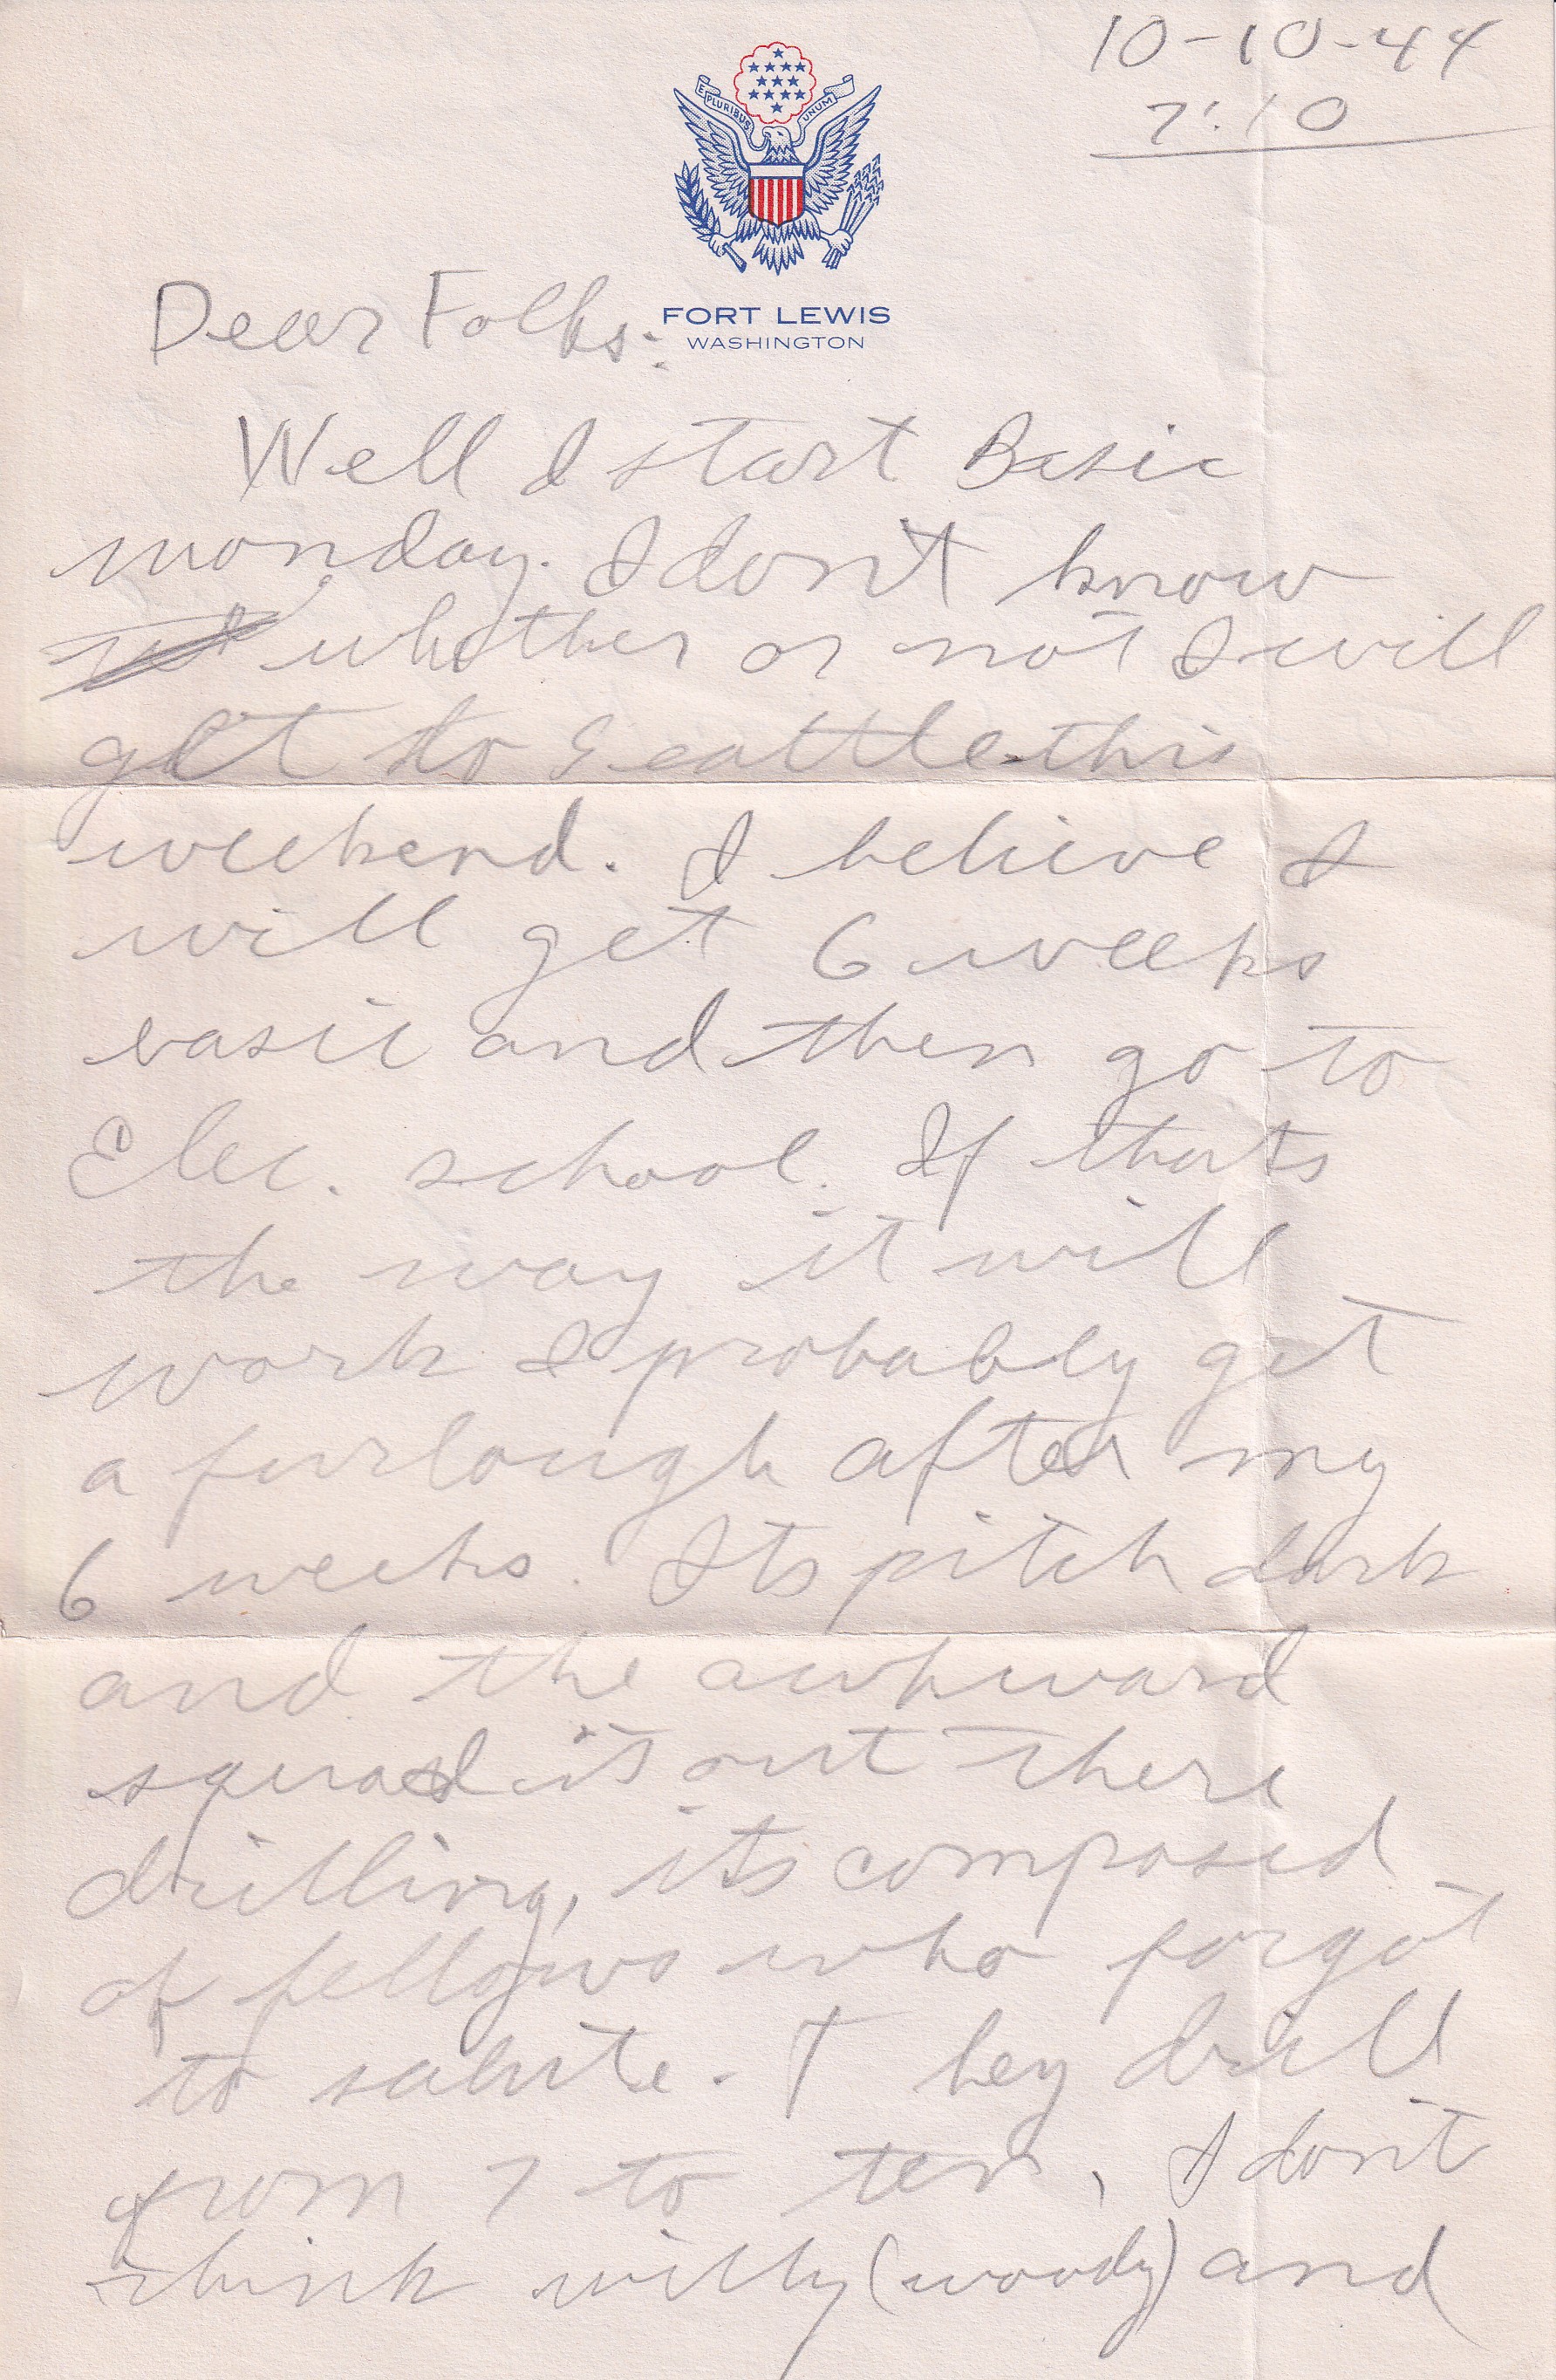 10-10-44
7:10
E PLURIBUS UNUM
FORT LEWIS
WASHINGTON
Dear Folks:
Well I start Basic
monday. I don't know
whether or not I will
get to Seattle this
weekend. I believe I
will get 6 weeks
basic and then go to
Elec. school. If thats
the way it will
work I probably get
a furlough after my
6 weeks. Its pitch dark
and the awkward
squad is out there
drilling, its composed
of fellows who forgot
to salute. They drill
from 7 to ten, I don't
think willy (woody) and